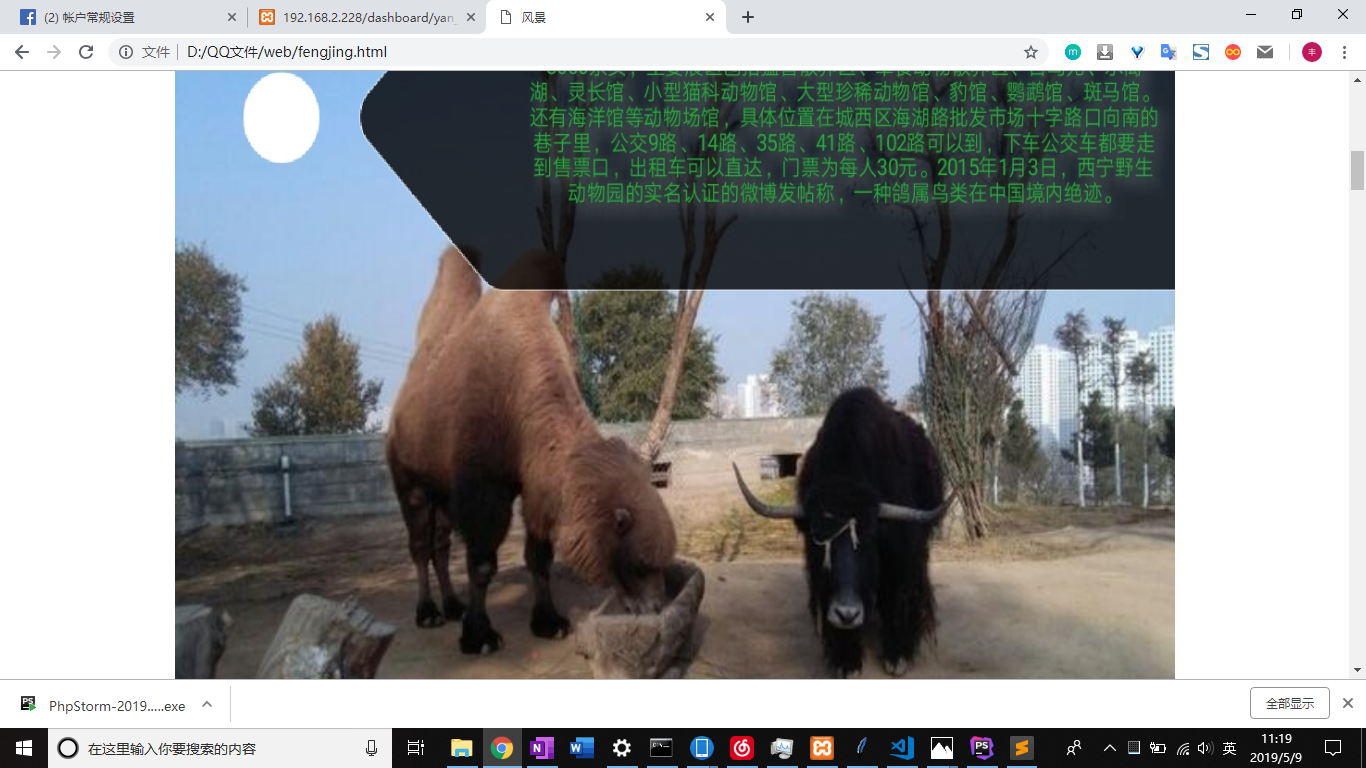 (2) 帐户常规设置
192.168.2.228/dashboard/yan
风景
文件
D:/QQ文件/web/fengjing.html
湖、灵长馆、小型猫科动物馆、大型珍稀动物馆、豹馆、鹦鹉馆、斑马馆。
还有海洋馆等动物场馆，具体位置在城西区海湖路批发市场十字路口向南的
巷子里，公交9路、14路、35路、41路、102路可以到，下车公交车都要走
到售票口，出租车可以直达，门票为每人30元。2015年1月3日，西宁野生
动物园的实名认证的微博发帖称，一种鸽属鸟类在中国境内绝迹。
PhpStorm-2019.....exe
全部显示
在这里输入你要搜索的内容
英
11:19
2019/5/9